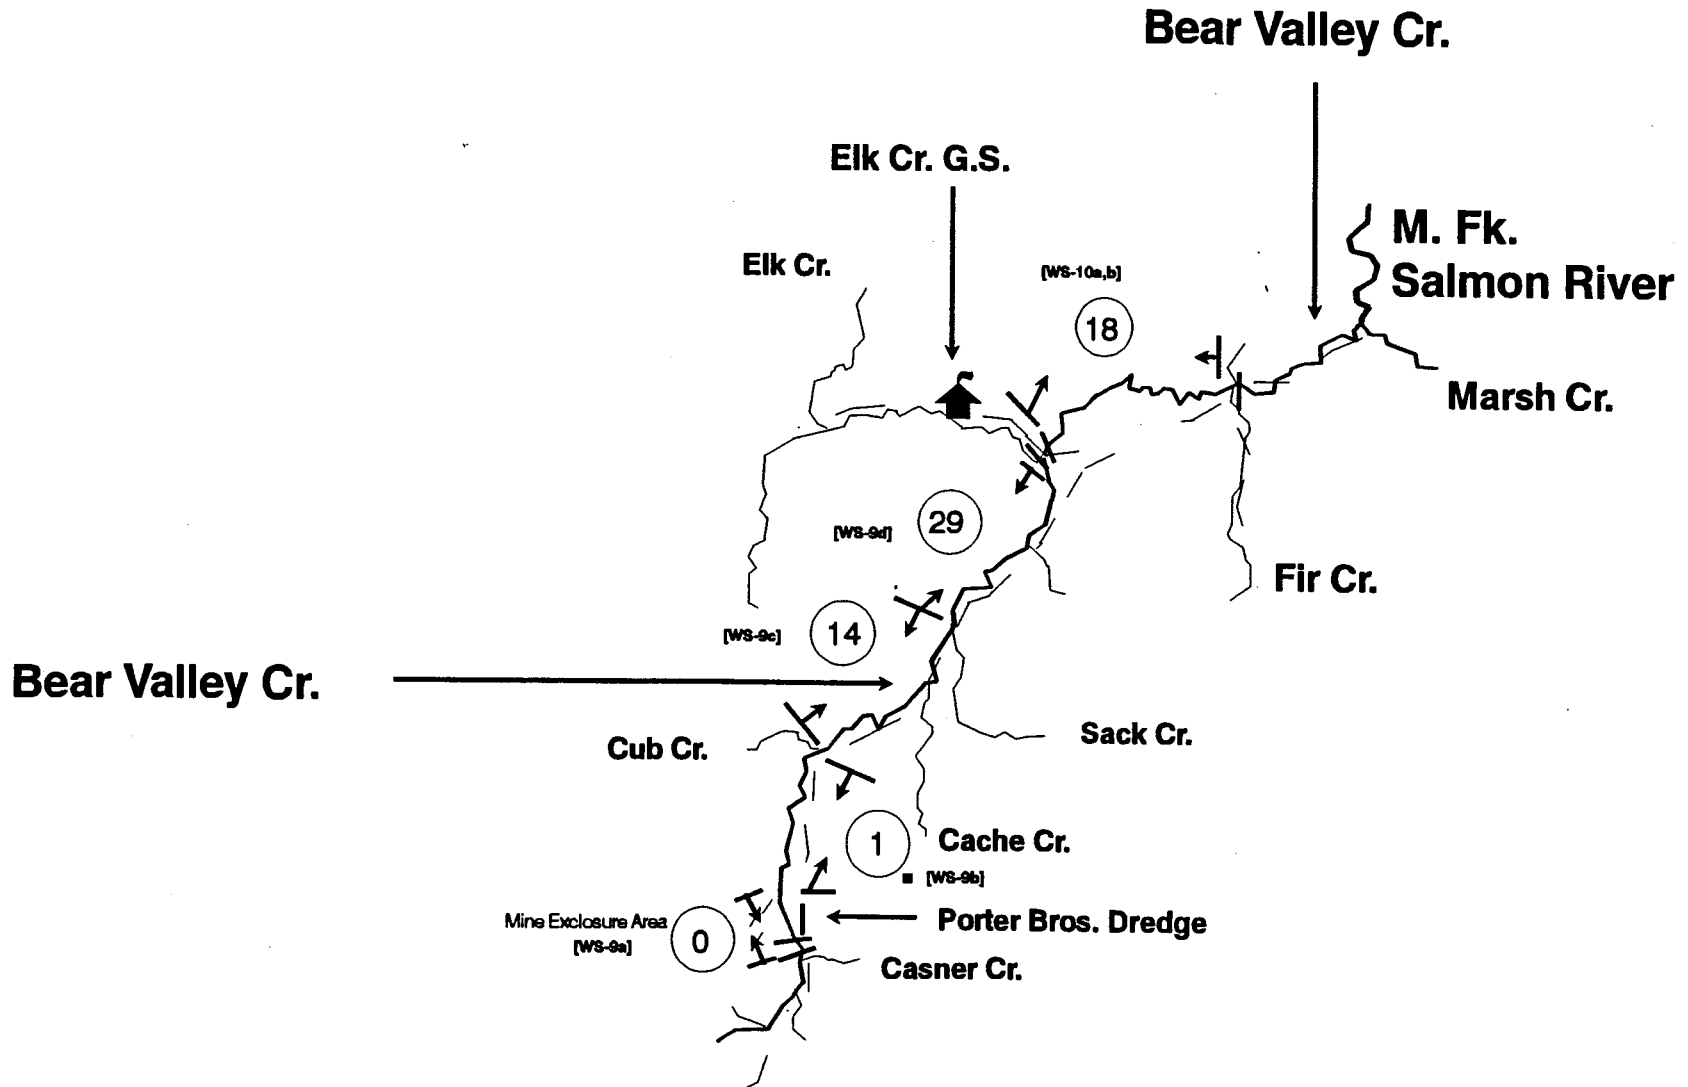 Bear Valley Cr.
Elk Cr. G.S.
M. Fk.
Salmon River
Elk Cr.
[WS-10a,b]
18
Marsh Cr.
29
[WS-9d]
Fir Cr.
14
[WS-9c]
Bear Valley Cr.
Cub Cr.
Sack Cr.
1
Cache Cr.
[WS-9b]
Mine Exclosure Area
[WS-9a]
0
Porter Bros. Dredge
Casner Cr.